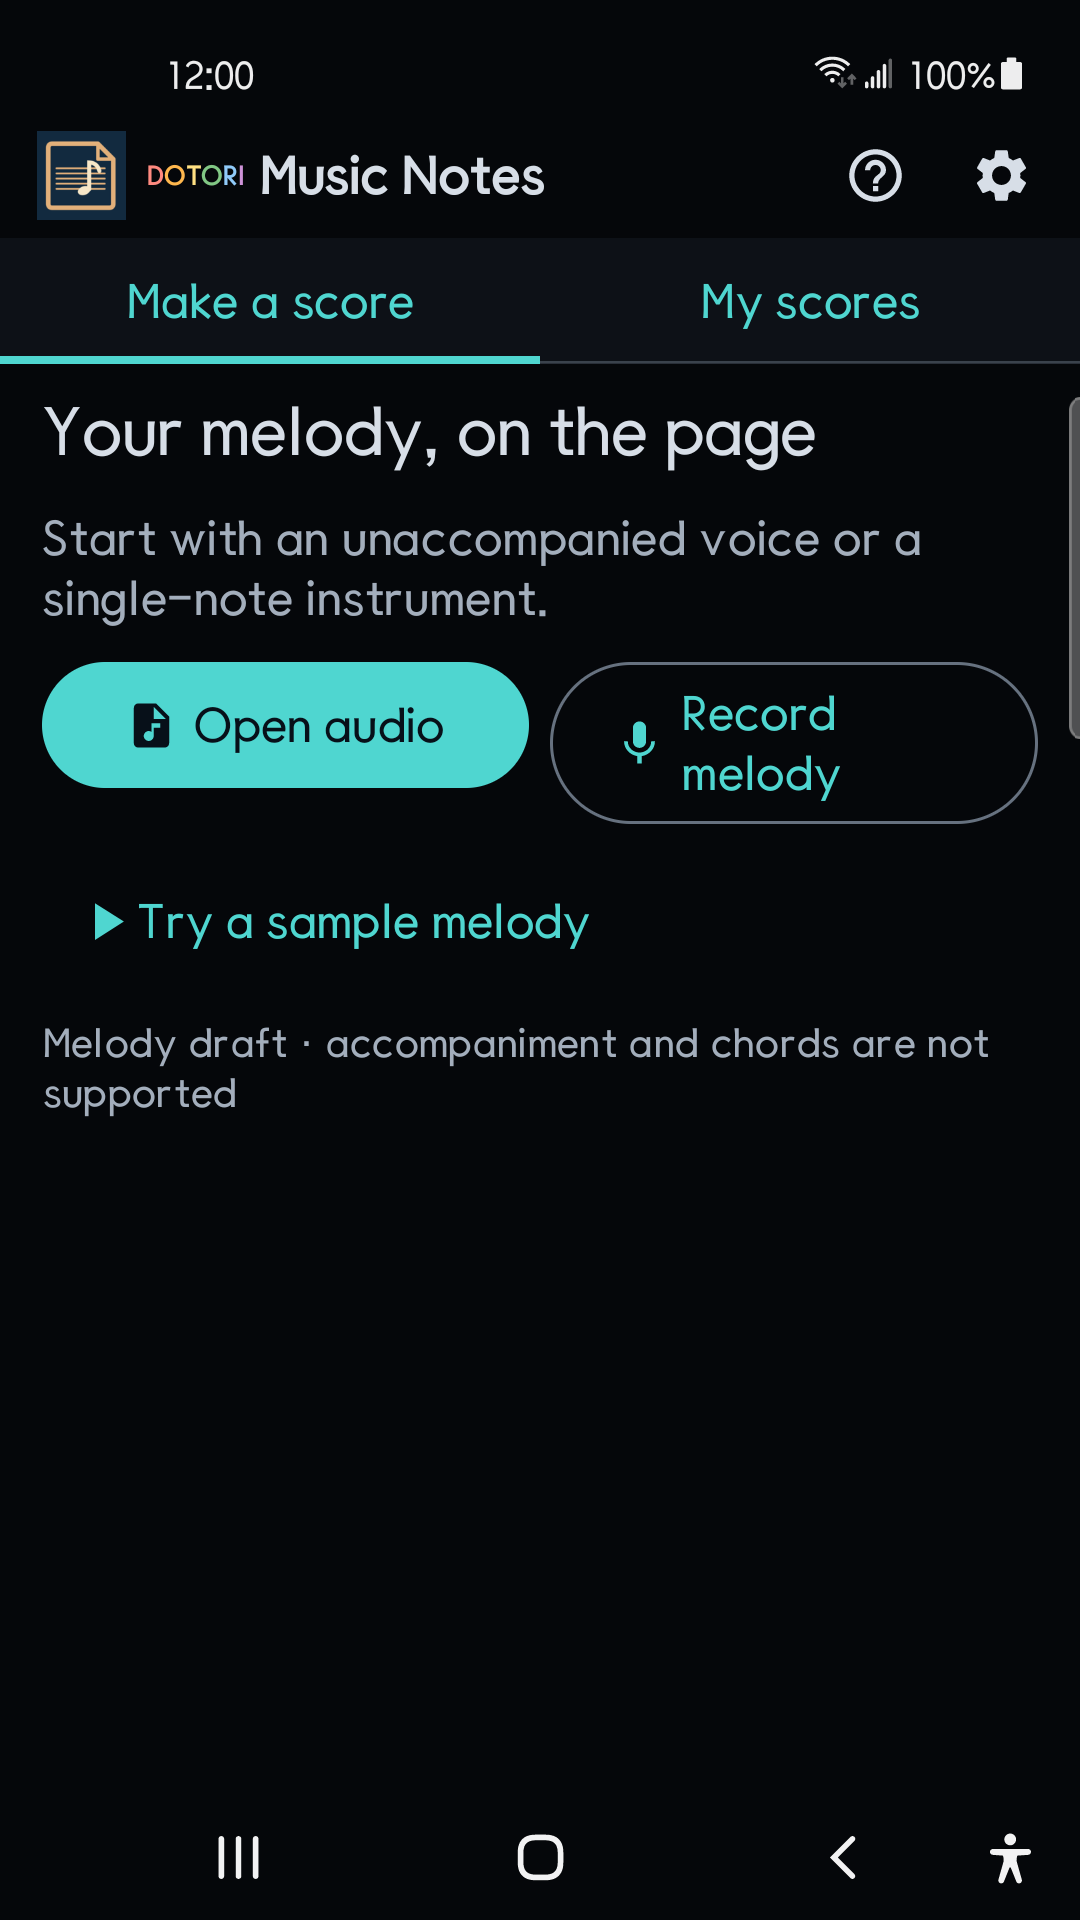 12:00
100%
DOTORI Music Notes
Make a score
My scores
Your melody, on the page
Start with an unaccompanied voice or a
single-note instrument.
Open audio
Record
melody
Try a sample melody
Melody draft · accompaniment and chords are not
supported